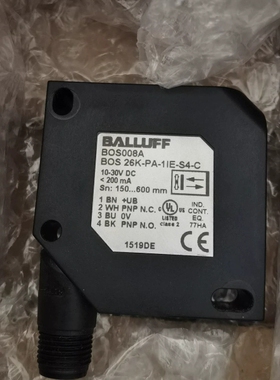 BALLUFF
BOS008A
BOS 26K-PA-1IE-S4-C
10-30V DC
< 200 mA
Sn: 150...600 mm
1 BN +UB
2 WH PNP N.C.
3 BU 0V
4 BK PNP N.O.
UL
LISTED
class 2
IND.
CONT.
EQ.
77HA
1519DE